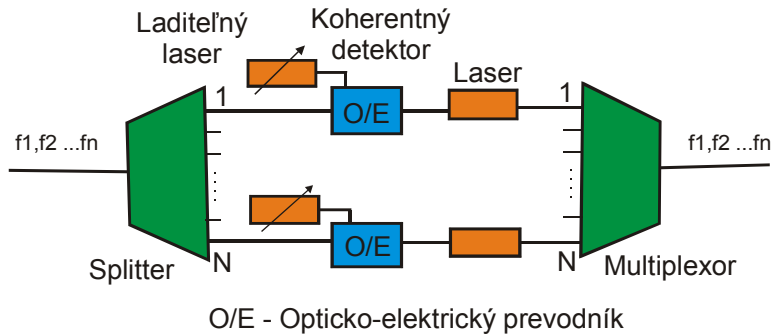 Laditeľný
laser
Koherentný
detektor
Laser
1
O/E
1
f1,f2 ...fn
f1,f2 ...fn
O/E
N
N
Splitter
Multiplexor
O/E - Opticko-elektrický prevodník